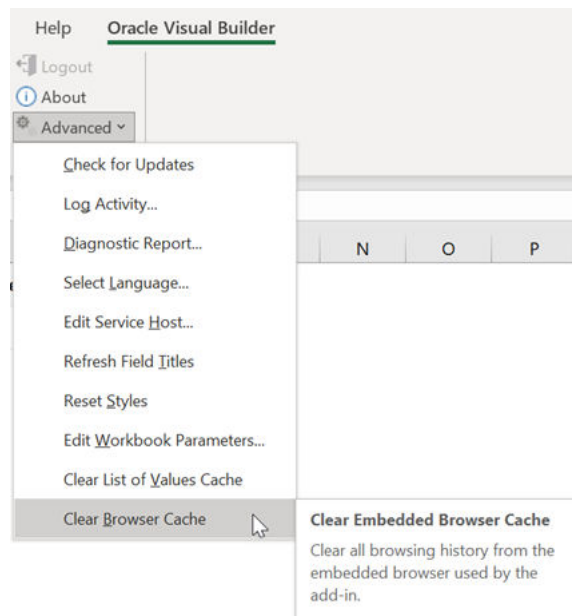 Help Oracle Visual Builder
Logout
About
Advanced
Check for Updates
Log Activity...
Diagnostic Report...
N O P
Select Language...
Edit Service Host...
Refresh Field Titles
Reset Styles
Edit Workbook Parameters...
Clear List of Values Cache
Clear Browser Cache
Clear Embedded Browser Cache
Clear all browsing history from the
embedded browser used by the
add-in.